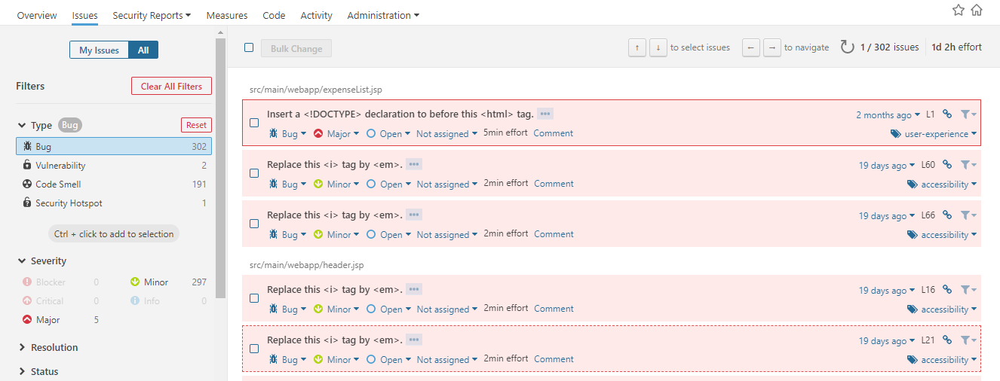 Overview Issues Security Reports Measures Code Activity Administration
My Issues All
Bulk Change
↑ ↓ to select issues ← → to navigate 1 / 302 issues 1d 2h effort
Filters Clear All Filters
Type Bug Reset
Bug 302
Vulnerability 2
Code Smell 191
Security Hotspot 1
Ctrl + click to add to selection
Severity
Blocker 0 Minor 297
Critical 0 Info 0
Major 5
Resolution
Status
src/main/webapp/expenseList.jsp
Insert a <!DOCTYPE> declaration to before this <html> tag. ••• 2 months ago L1
Bug Major Open Not assigned 5min effort Comment user-experience
Replace this <i> tag by <em>. ••• 19 days ago L60
Bug Minor Open Not assigned 2min effort Comment accessibility
Replace this <i> tag by <em>. ••• 19 days ago L66
Bug Minor Open Not assigned 2min effort Comment accessibility
src/main/webapp/header.jsp
Replace this <i> tag by <em>. ••• 19 days ago L16
Bug Minor Open Not assigned 2min effort Comment accessibility
Replace this <i> tag by <em>. ••• 19 days ago L21
Bug Minor Open Not assigned 2min effort Comment accessibility